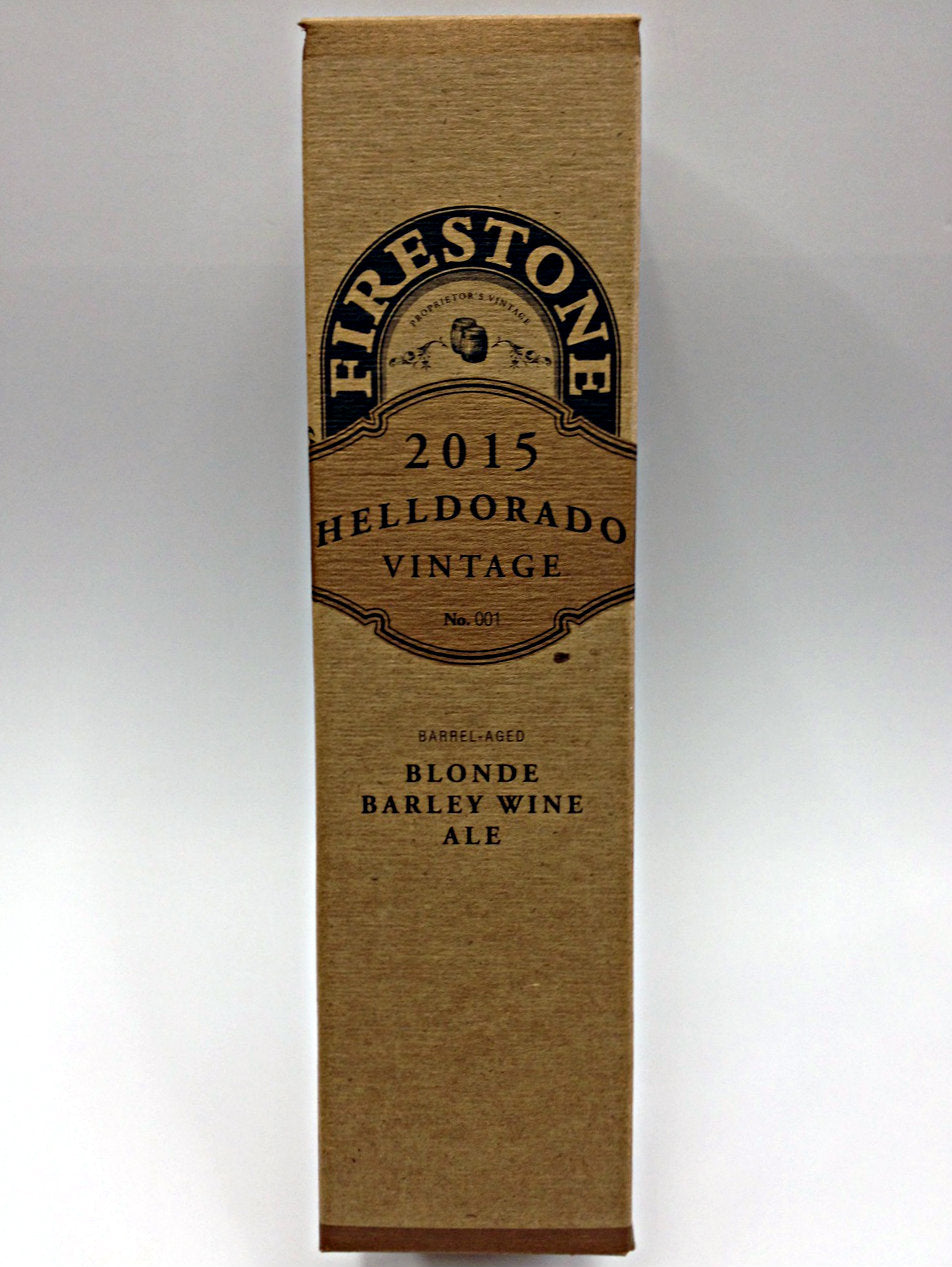 FIRESTONE
PROPRIETOR'S VINTAGE
2015
HELLDORADO
VINTAGE
No. 001
BARREL-AGED
BLONDE
BARLEY WINE
ALE